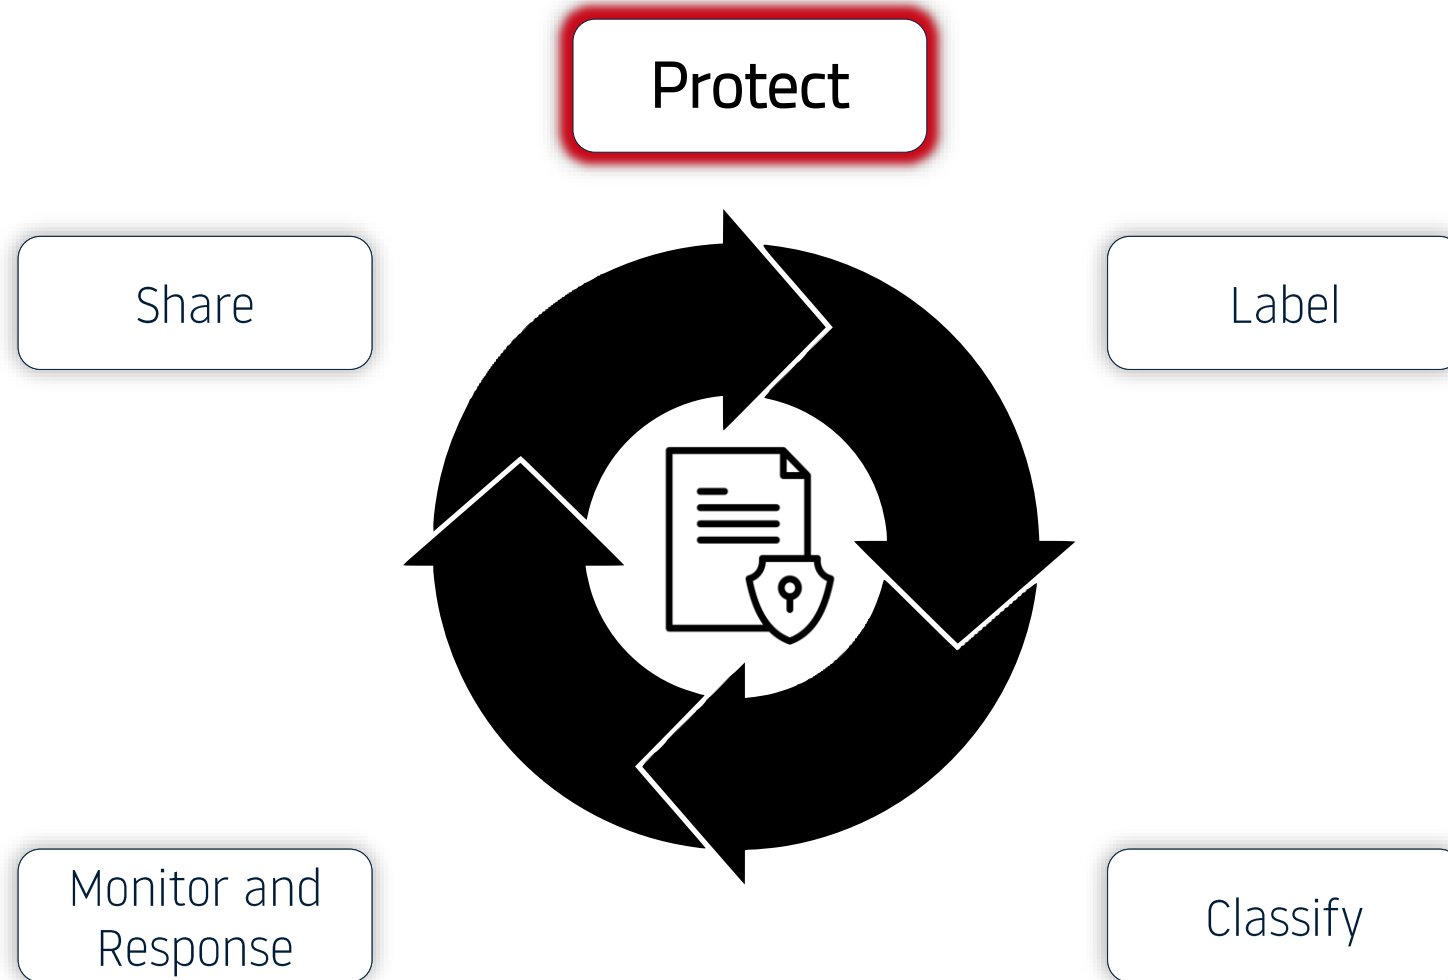 Protect
Share
Label
Monitor and
Response
Classify